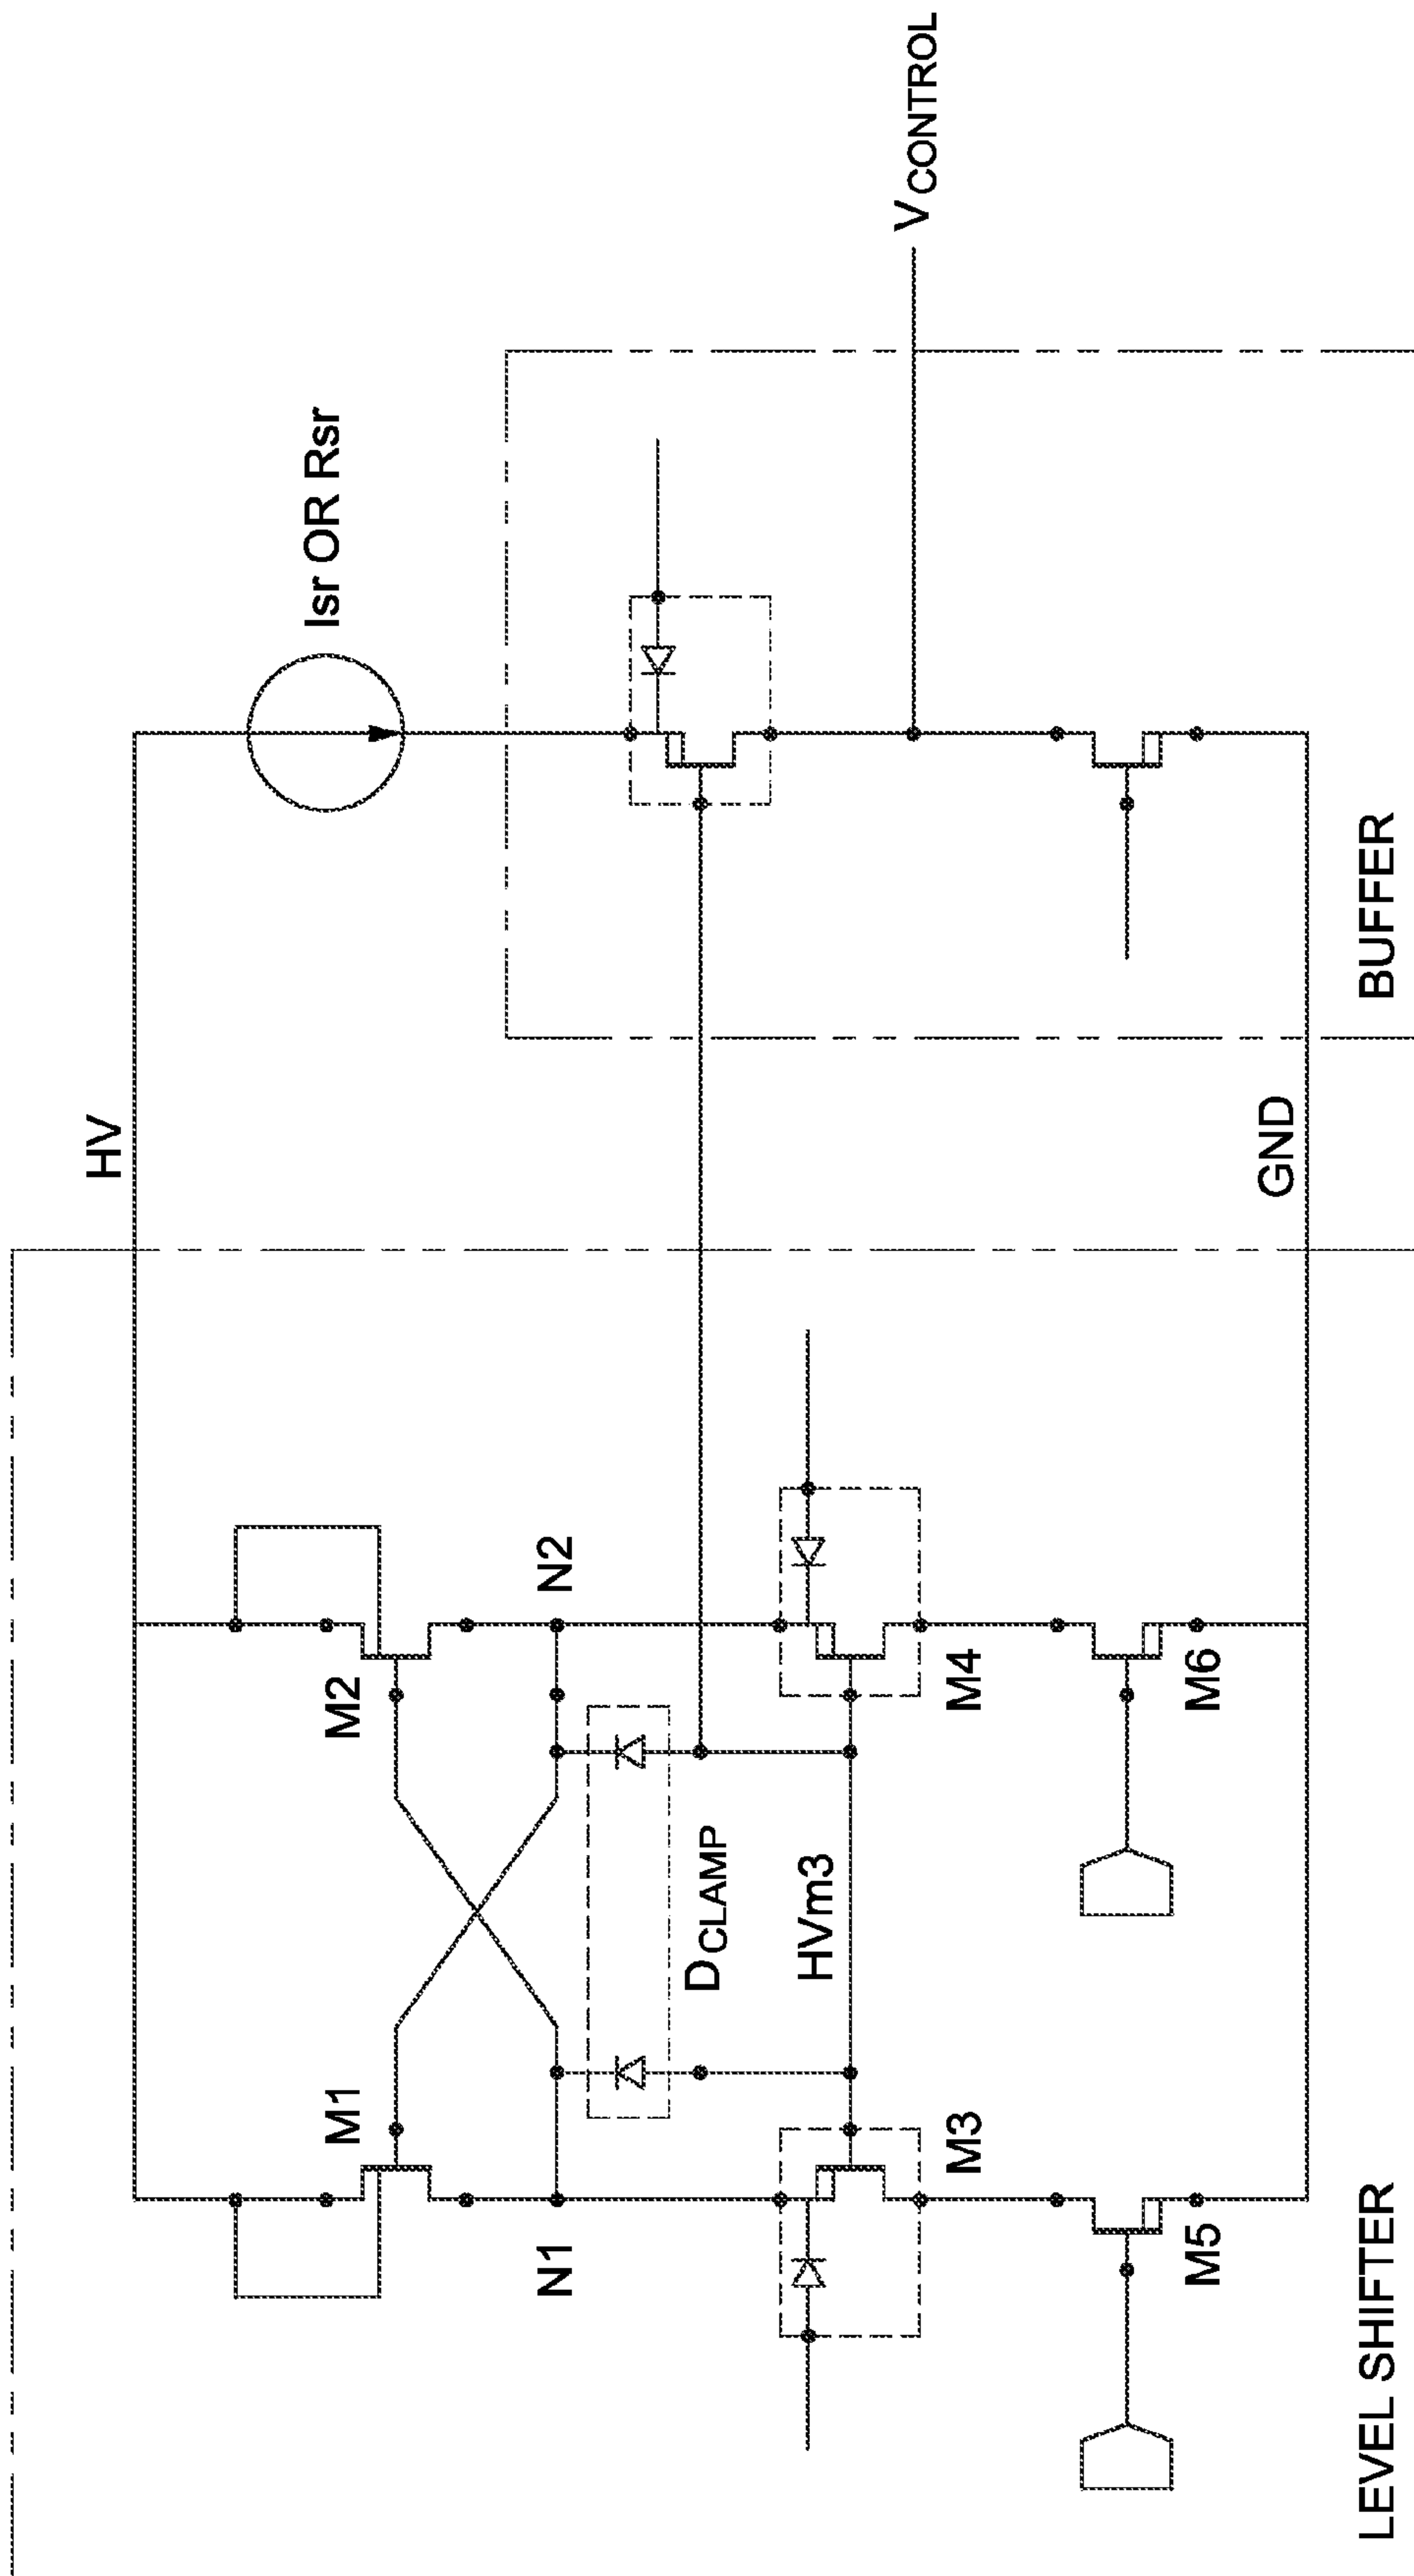 HV
Isr OR Rsr
M1
M2
N1
N2
DCLAMP
HVm3
VCONTROL
M3
M4
M5
M6
GND
LEVEL SHIFTER
BUFFER